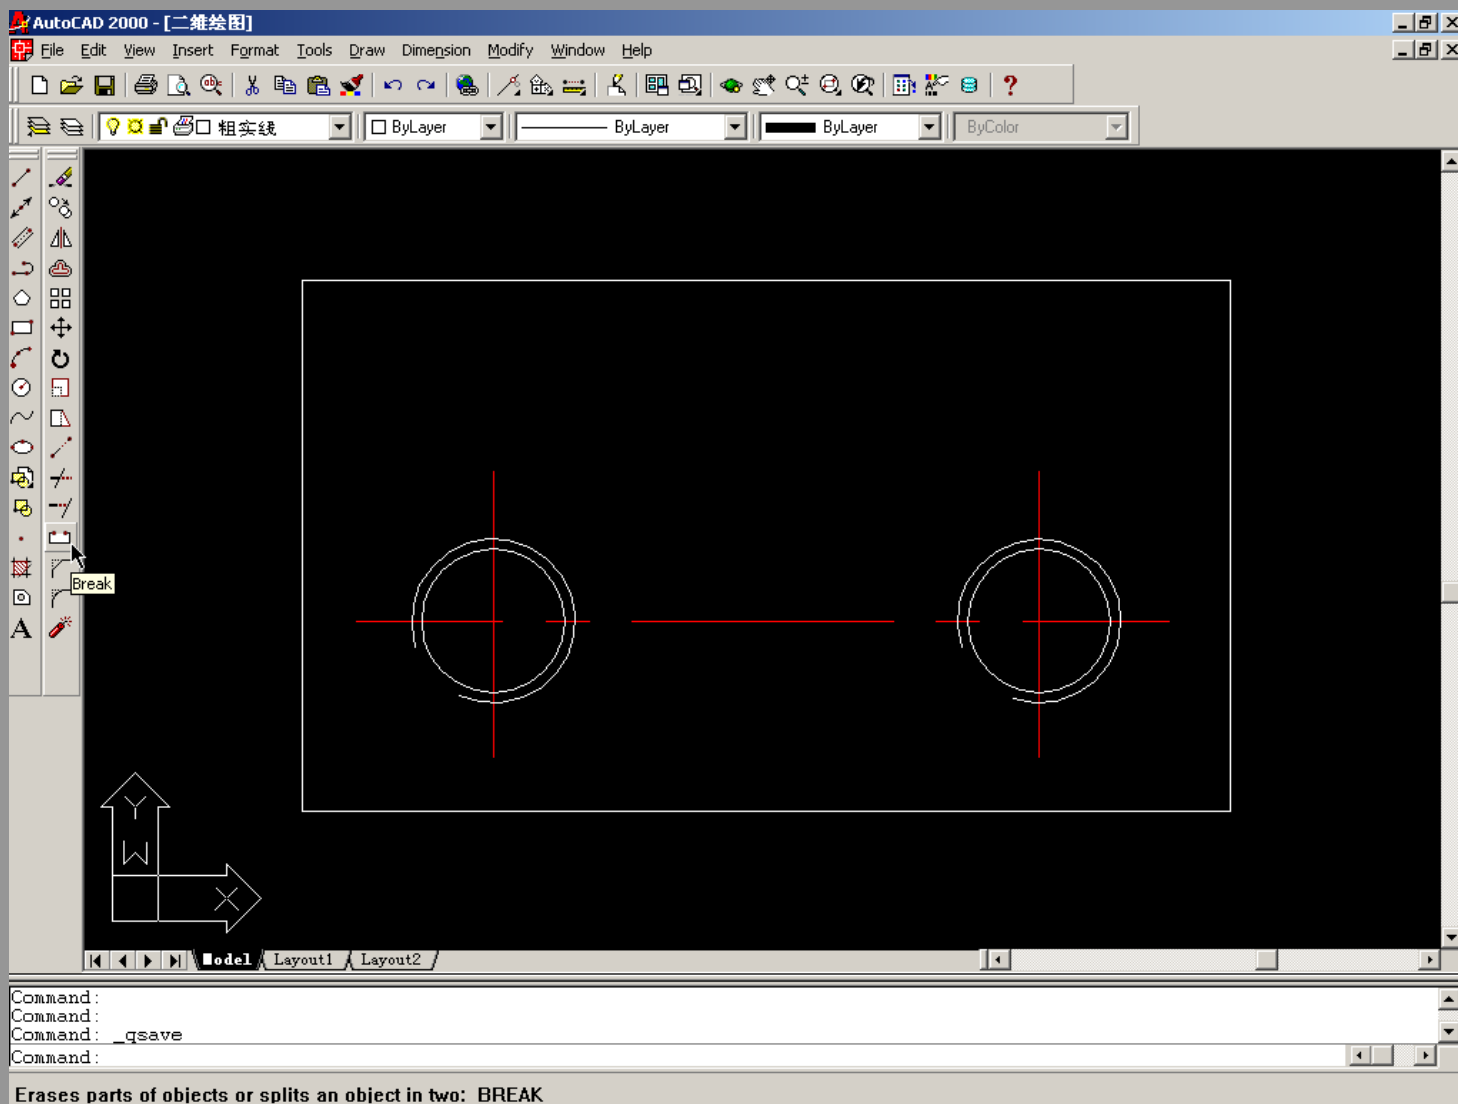 AutoCAD 2000 - [二维绘图]
File Edit View Insert Format Tools Draw Dimension Modify Window Help
粗实线 ByLayer ByLayer ByLayer ByColor
A
Break
Y
W
X
Model Layout1 Layout2
Command:
Command:
Command: _qsave
Command:
Erases parts of objects or splits an object in two: BREAK